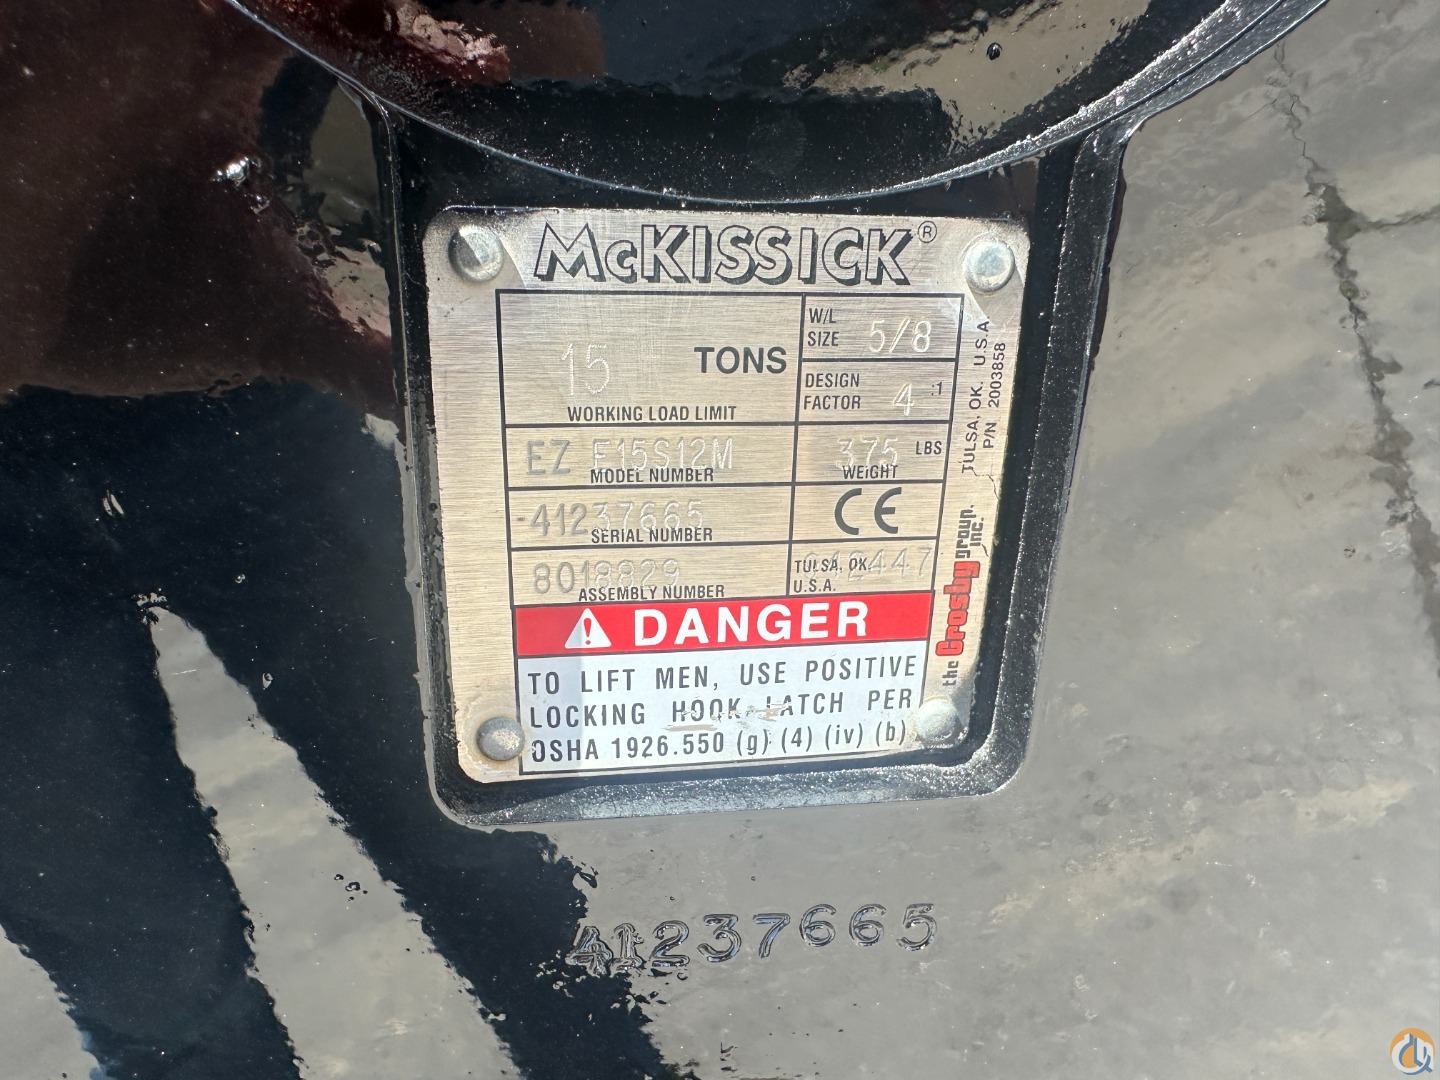 McKISSICK®
15 TONS
WORKING LOAD LIMIT
W/L SIZE 5/8
DESIGN FACTOR 4 :1
EZ F15S12M
MODEL NUMBER
375 LBS
WEIGHT
-41237665
SERIAL NUMBER
CE
8018829
ASSEMBLY NUMBER
TULSA, OK.
U.S.A.
DANGER
TO LIFT MEN, USE POSITIVE
LOCKING HOOK LATCH PER
OSHA 1926.550 (g) (4) (iv) (b)
the Crosby group, inc.
TULSA, OK. U.S.A.
P/N 2003858
41237665